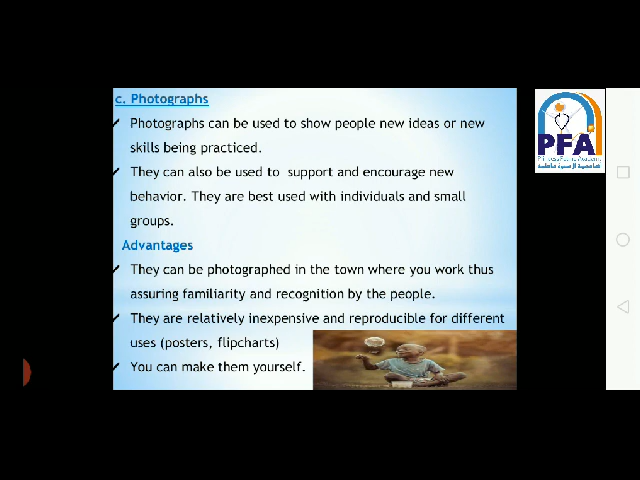 c. Photographs
Photographs can be used to show people new ideas or new
skills being practiced.
They can also be used to support and encourage new
behavior. They are best used with individuals and small
groups.
Advantages
They can be photographed in the town where you work thus
assuring familiarity and recognition by the people.
They are relatively inexpensive and reproducible for different
uses (posters, flipcharts)
You can make them yourself.
PFA